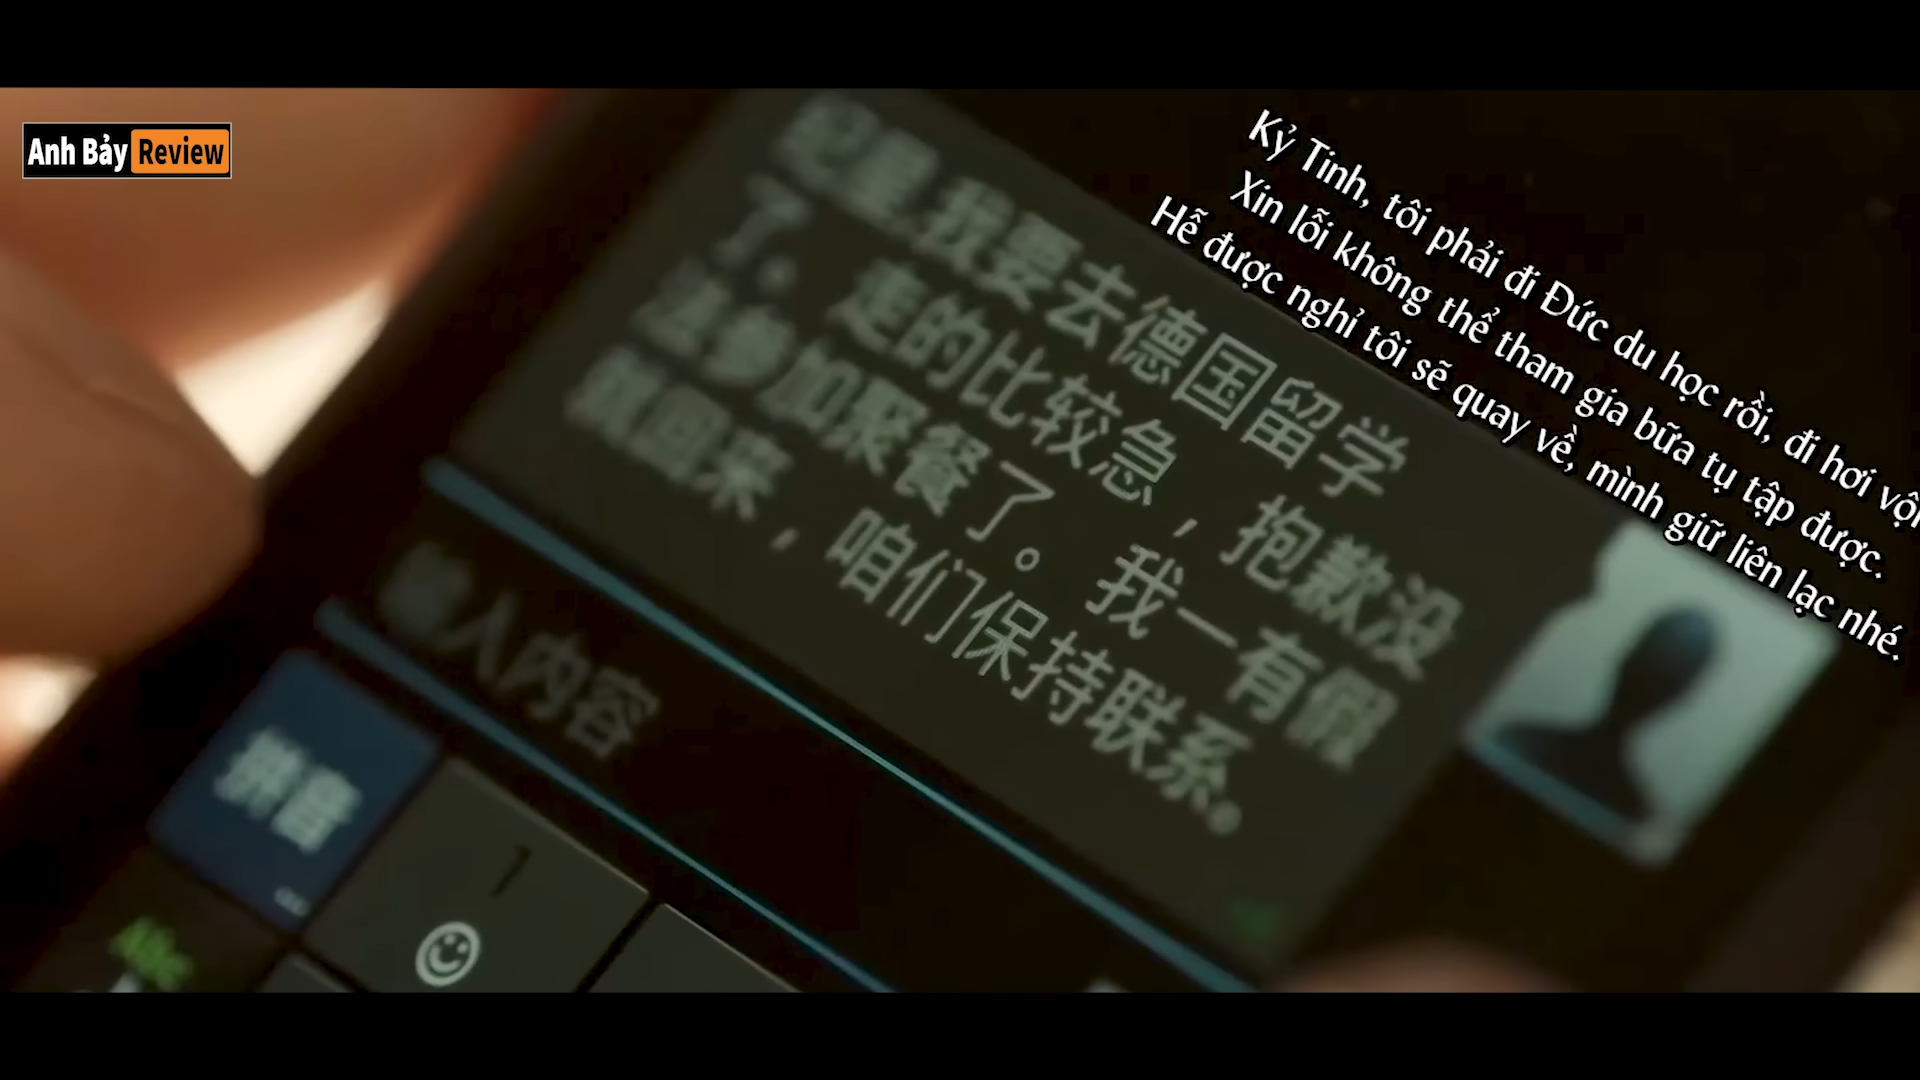 Anh Bảy Review
Kỷ Tinh, tôi phải đi Đức du học rồi, đi hơi vội
Xin lỗi không thể tham gia bữa tụ tập được.
Hễ được nghỉ tôi sẽ quay về, mình giữ liên lạc nhé.
纪星,我要去德国留学
了。走的比较急，抱歉没
法参加聚餐了。我一有假
就回来，咱们保持联系。
输入内容
拼音
1
Abc